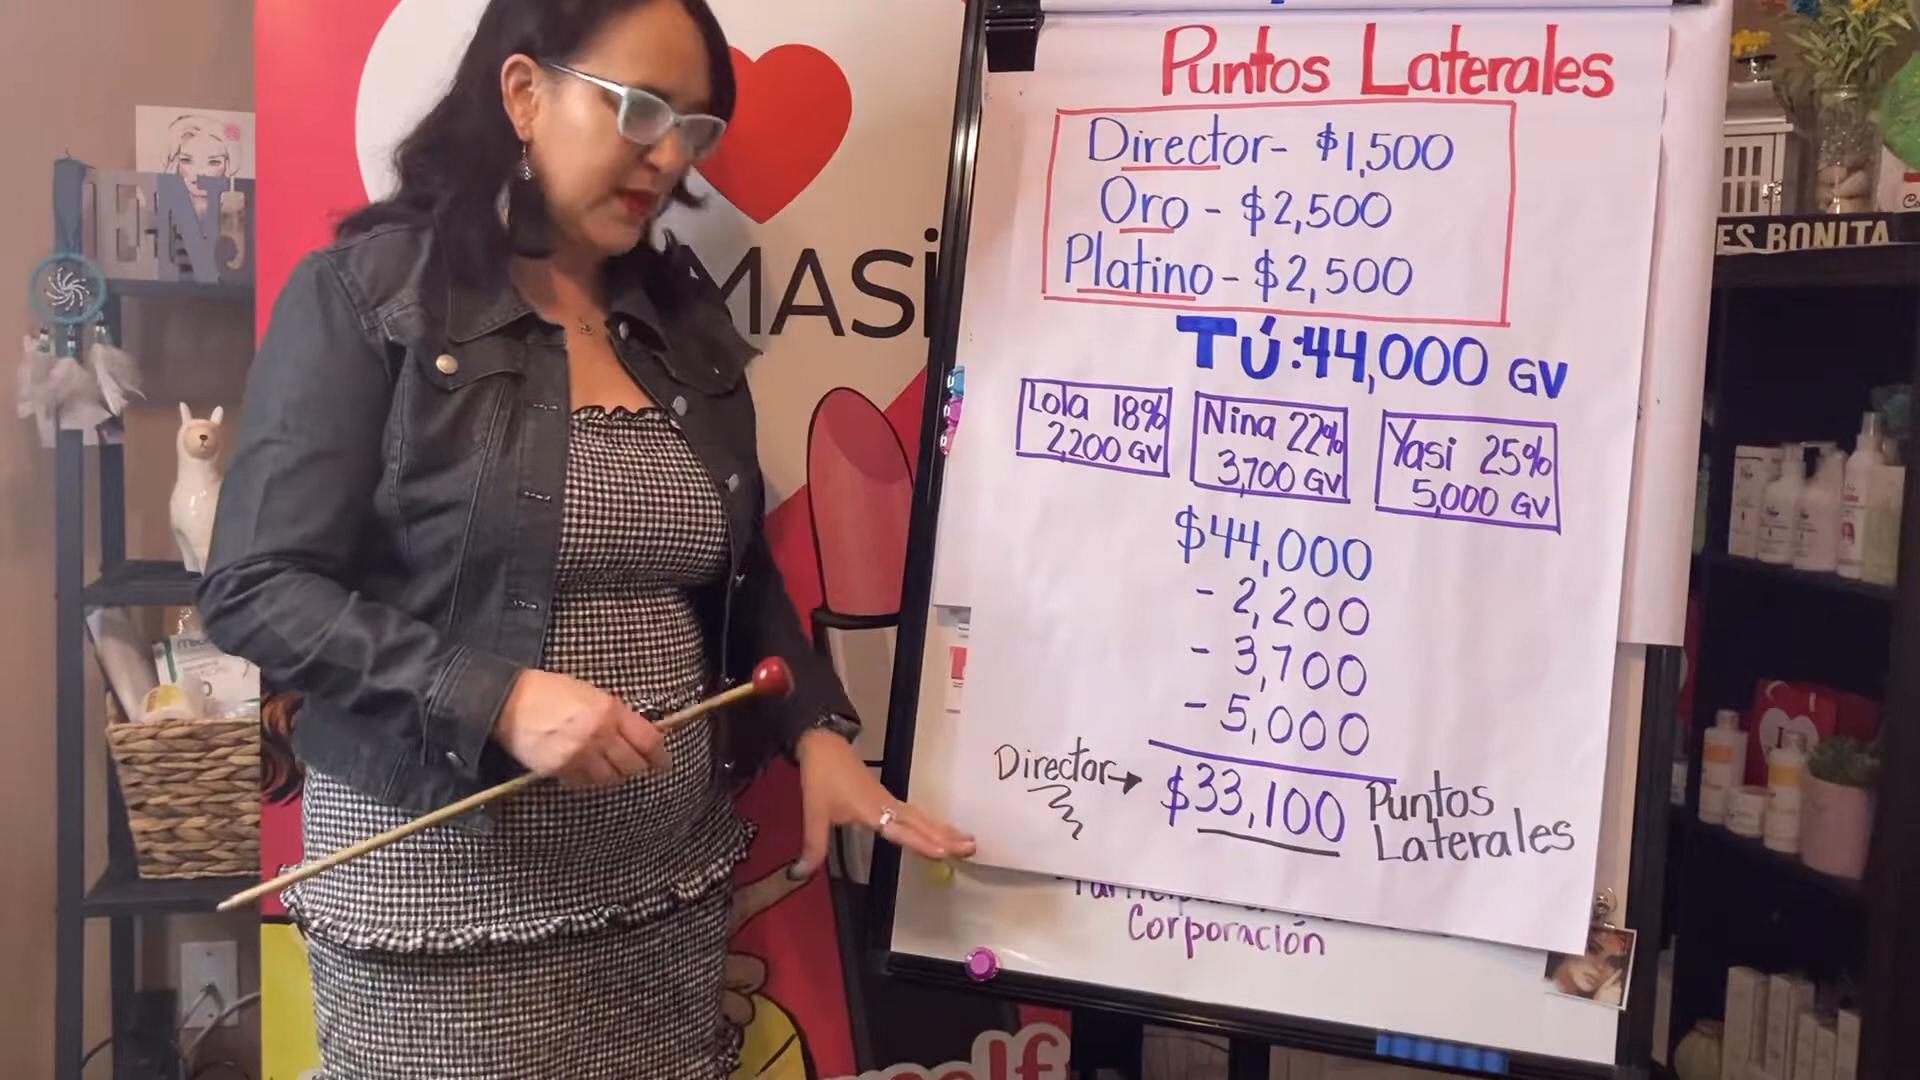 Puntos Laterales
Director- $1,500
Oro - $2,500
Platino - $2,500
TÚ: 44,000 GV
Lola 18%
2,200 GV
Nina 22%
3,700 GV
Yasi 25%
5,000 GV
$44,000
- 2,200
- 3,700
- 5,000
Director→ $33,100 Puntos
Laterales
Corporación
MASi
ES BONITA